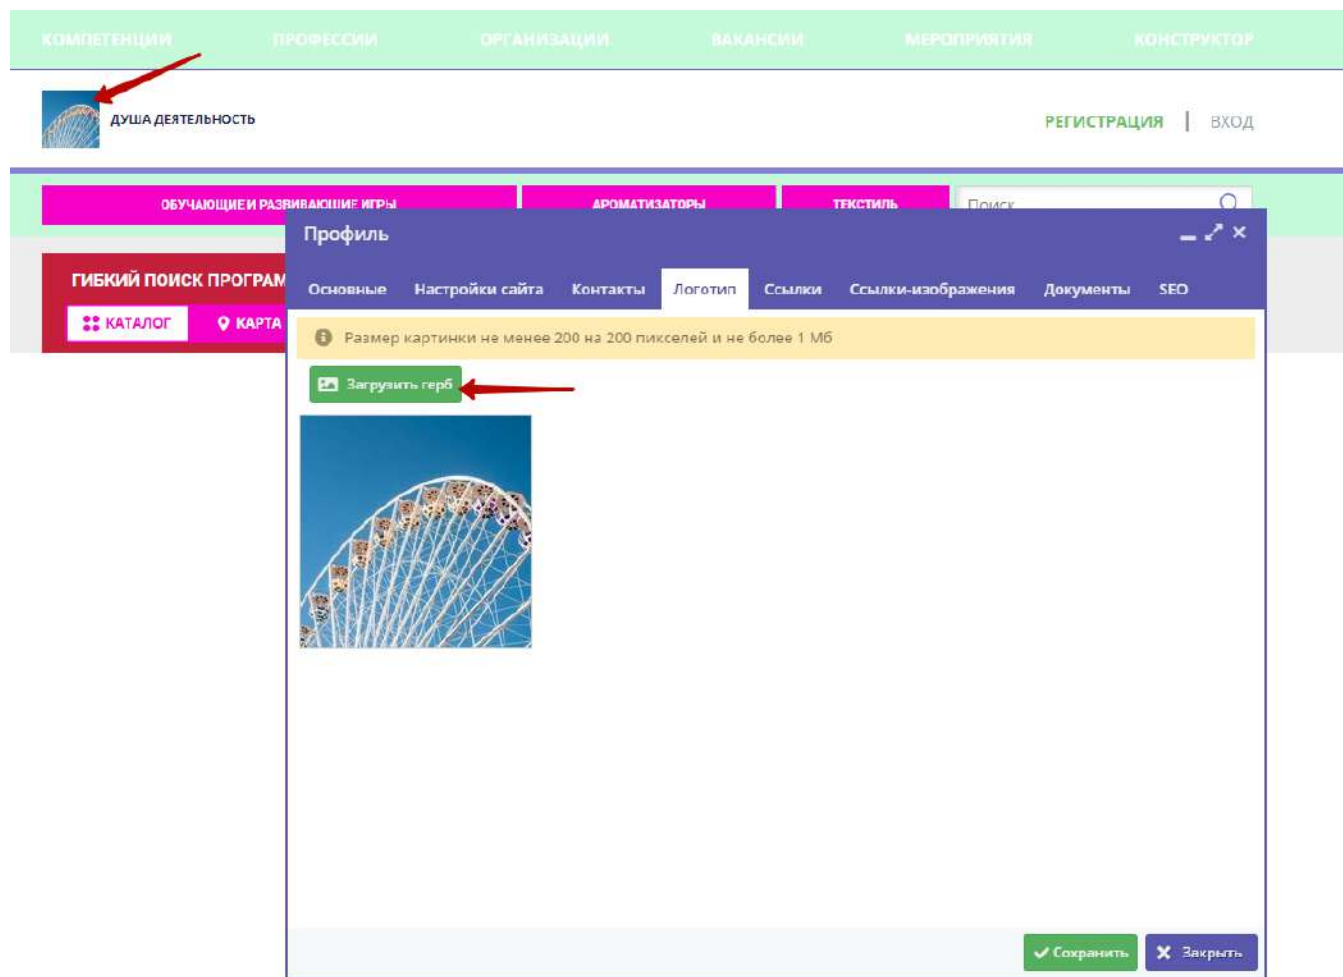 КОМПЕТЕНЦИИ ПРОФЕССИИ ОРГАНИЗАЦИИ ВАКАНСИИ МЕРОПРИЯТИЯ КОНСТРУКТОР
ДУША ДЕЯТЕЛЬНОСТЬ РЕГИСТРАЦИЯ | ВХОД
ОБУЧАЮЩИЕ И РАЗВИВАЮЩИЕ ИГРЫ АРОМАТИЗАТОРЫ ТЕКСТИЛЬ Поиск
Профиль
ГИБКИЙ ПОИСК ПРОГРАМ
Основные Настройки сайта Контакты Логотип Ссылки Ссылки-изображения Документы SEO
КАТАЛОГ КАРТА
Размер картинки не менее 200 на 200 пикселей и не более 1 Мб
Загрузить герб
Сохранить Закрыть